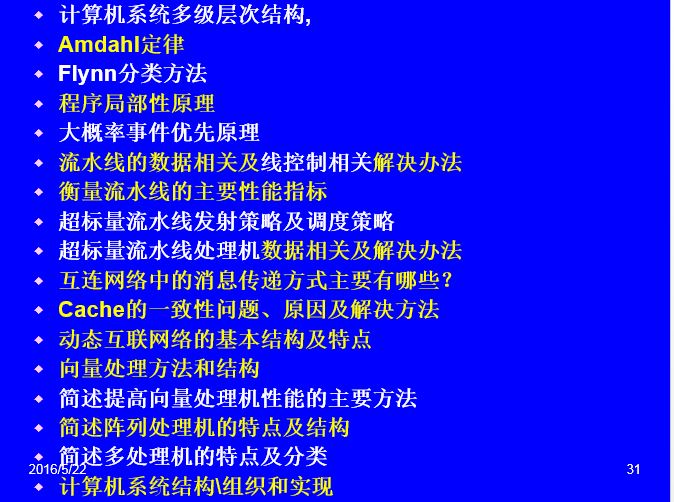 计算机系统多级层次结构,
Amdahl定律
Flynn分类方法
程序局部性原理
大概率事件优先原理
流水线的数据相关及线控制相关解决办法
衡量流水线的主要性能指标
超标量流水线发射策略及调度策略
超标量流水线处理机数据相关及解决办法
互连网络中的消息传递方式主要有哪些?
Cache的一致性问题、原因及解决方法
动态互联网络的基本结构及特点
向量处理方法和结构
简述提高向量处理机性能的主要方法
简述阵列处理机的特点及结构
简述多处理机的特点及分类
2016/5/22
31
计算机系统结构\组织和实现